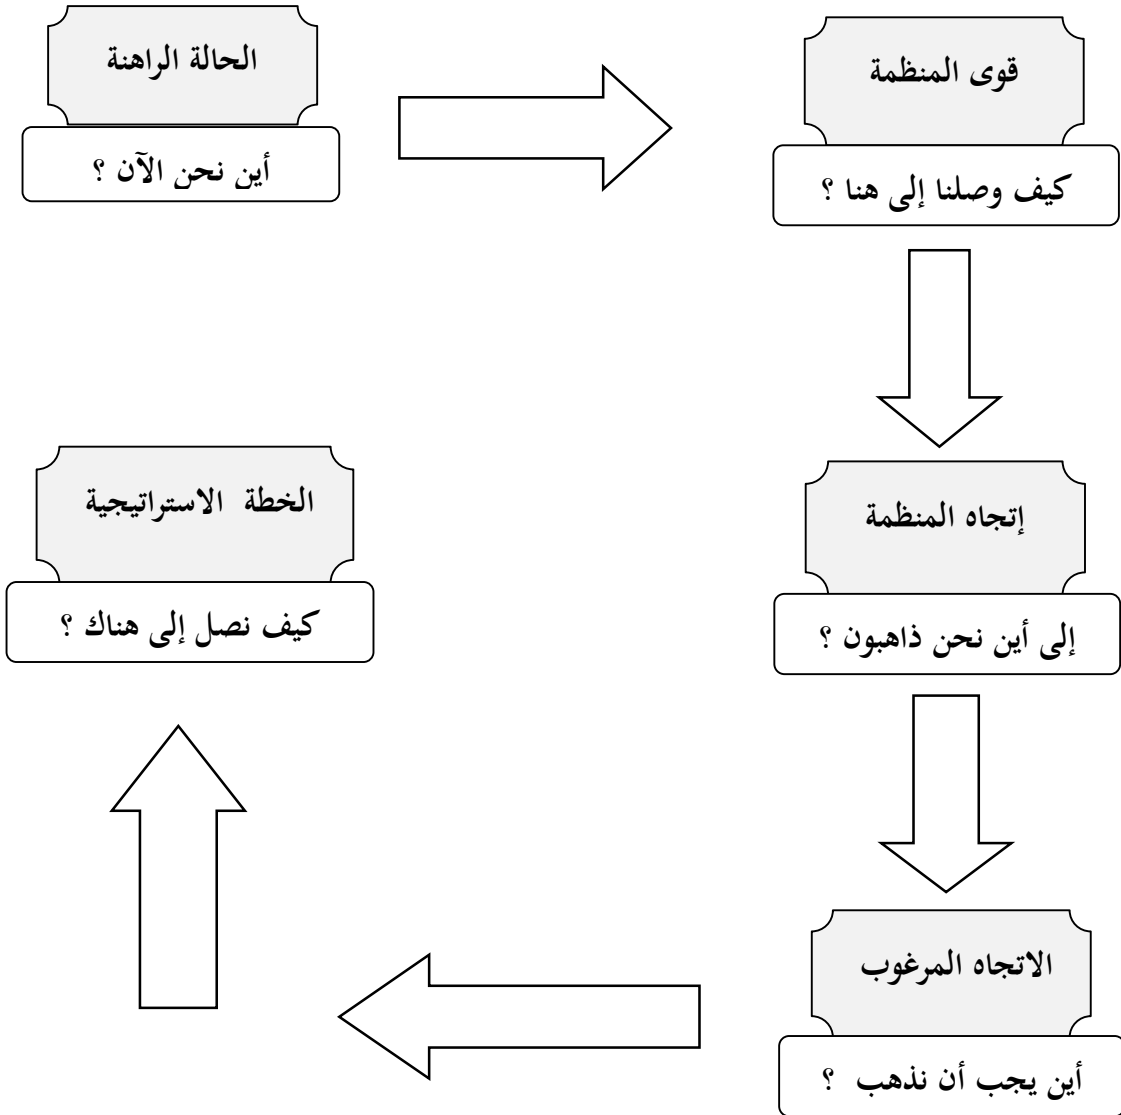 الحالة الراهنة
أين نحن الآن ؟
قوى المنظمة
كيف وصلنا إلى هنا ؟
إتجاه المنظمة
إلى أين نحن ذاهبون ؟
الاتجاه المرغوب
أين يجب أن نذهب ؟
الخطة الاستراتيجية
كيف نصل إلى هناك ؟